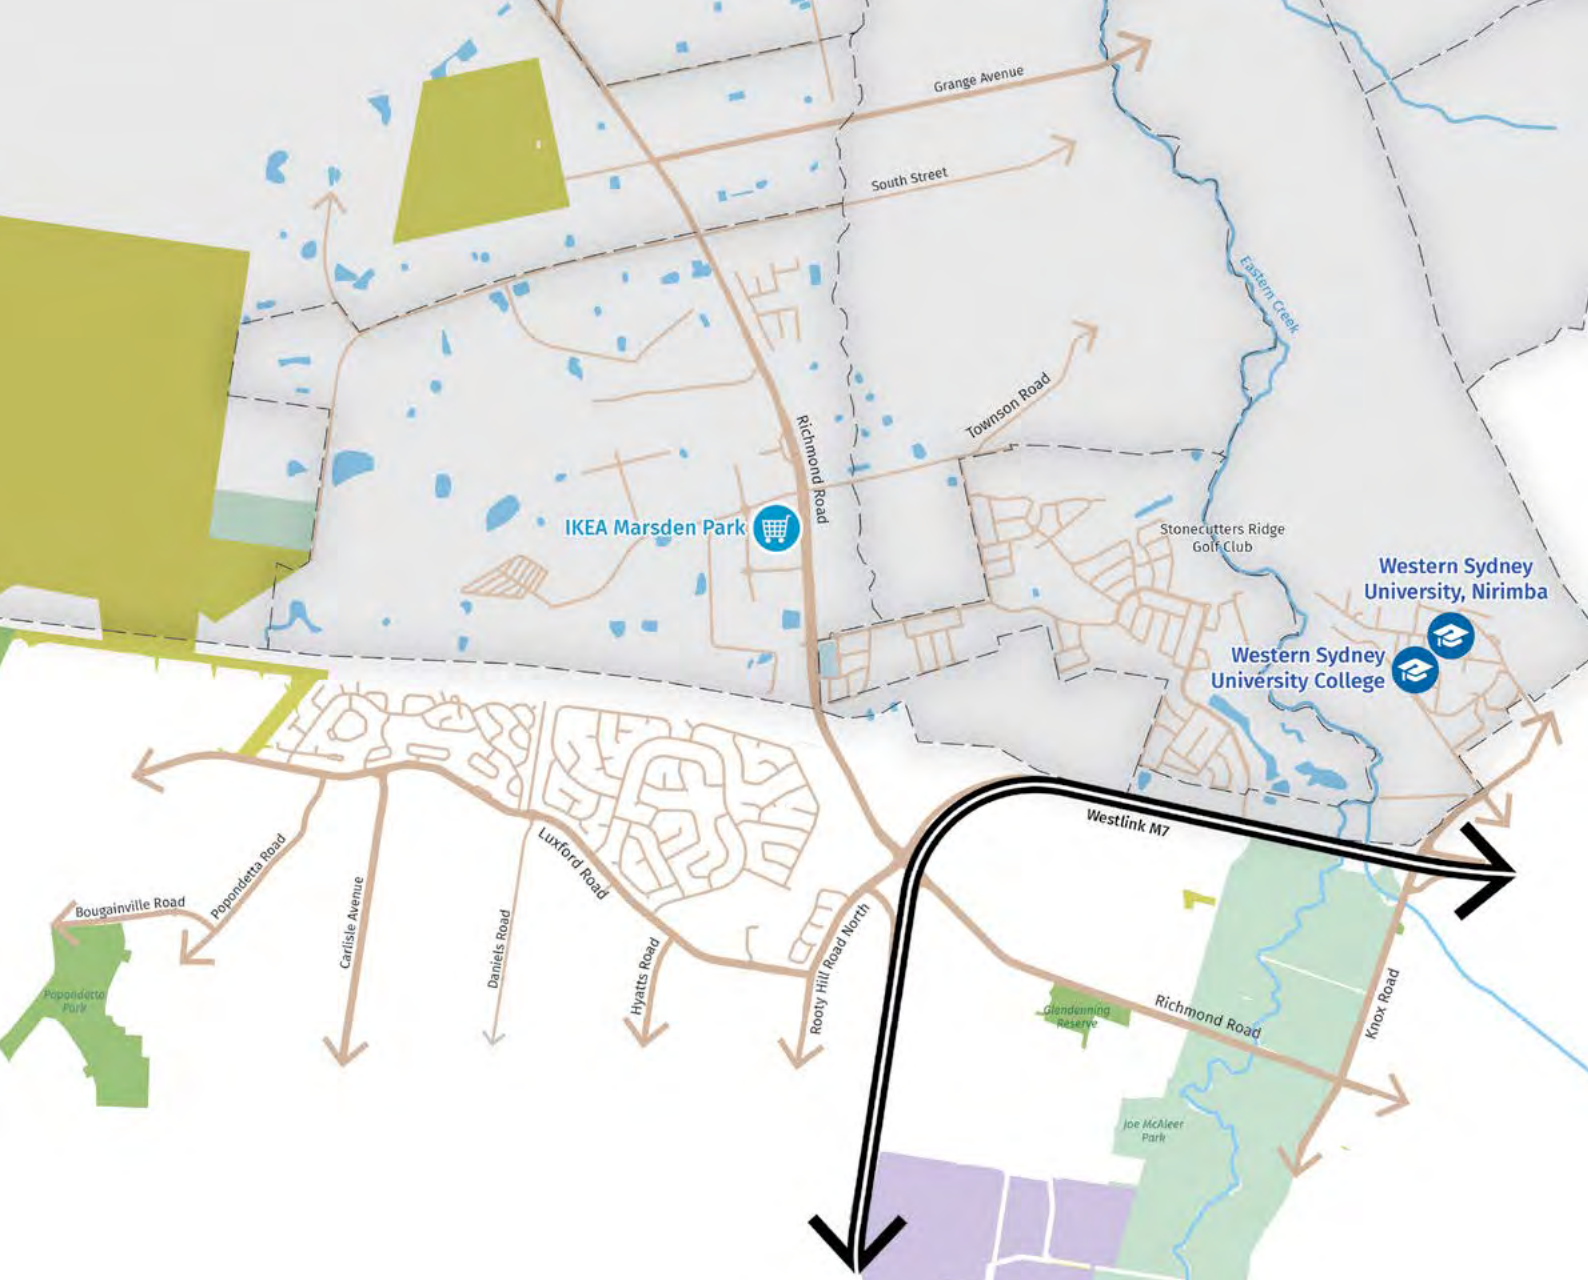 Grange Avenue
South Street
Eastern Creek
Townson Road
Richmond Road
IKEA Marsden Park
Stonecutters Ridge
Golf Club
Western Sydney
University, Nirimba
Western Sydney
University College
Westlink M7
Luxford Road
Popondetta Road
Bougainville Road
Carlisle Avenue
Daniels Road
Hyatts Road
Rooty Hill Road North
Popondetta
Park
Glendenning
Reserve
Richmond Road
Knox Road
Joe McAleer
Park